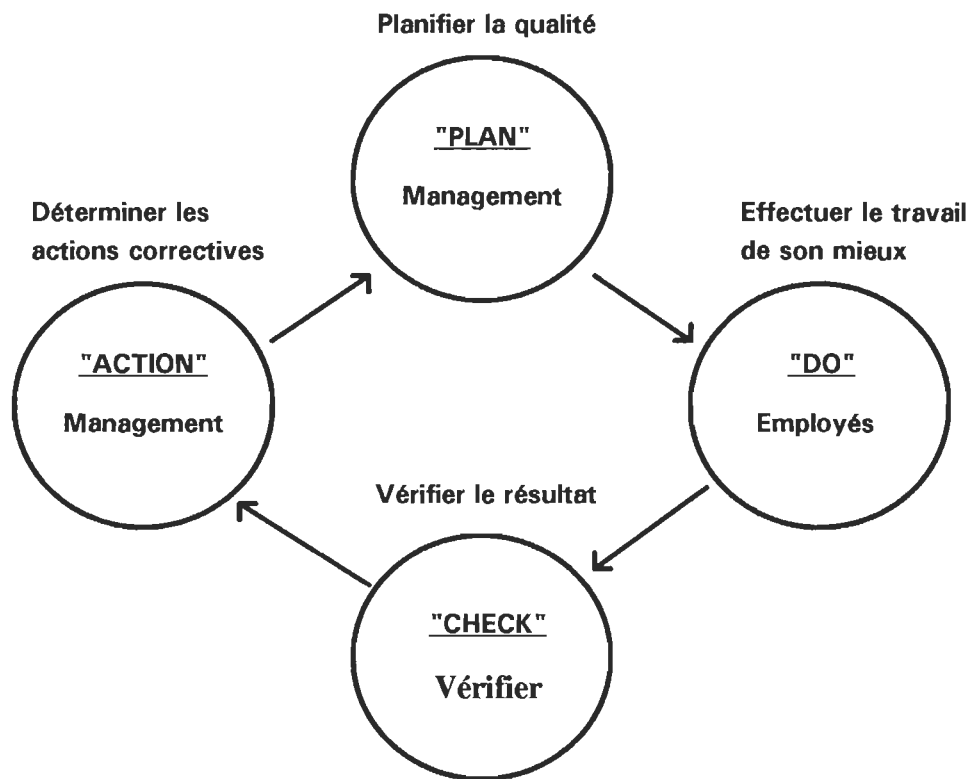 Planifier la qualité
"PLAN"
Management
Déterminer les
actions correctives
Effectuer le travail
de son mieux
"ACTION"
Management
"DO"
Employés
Vérifier le résultat
"CHECK"
Vérifier